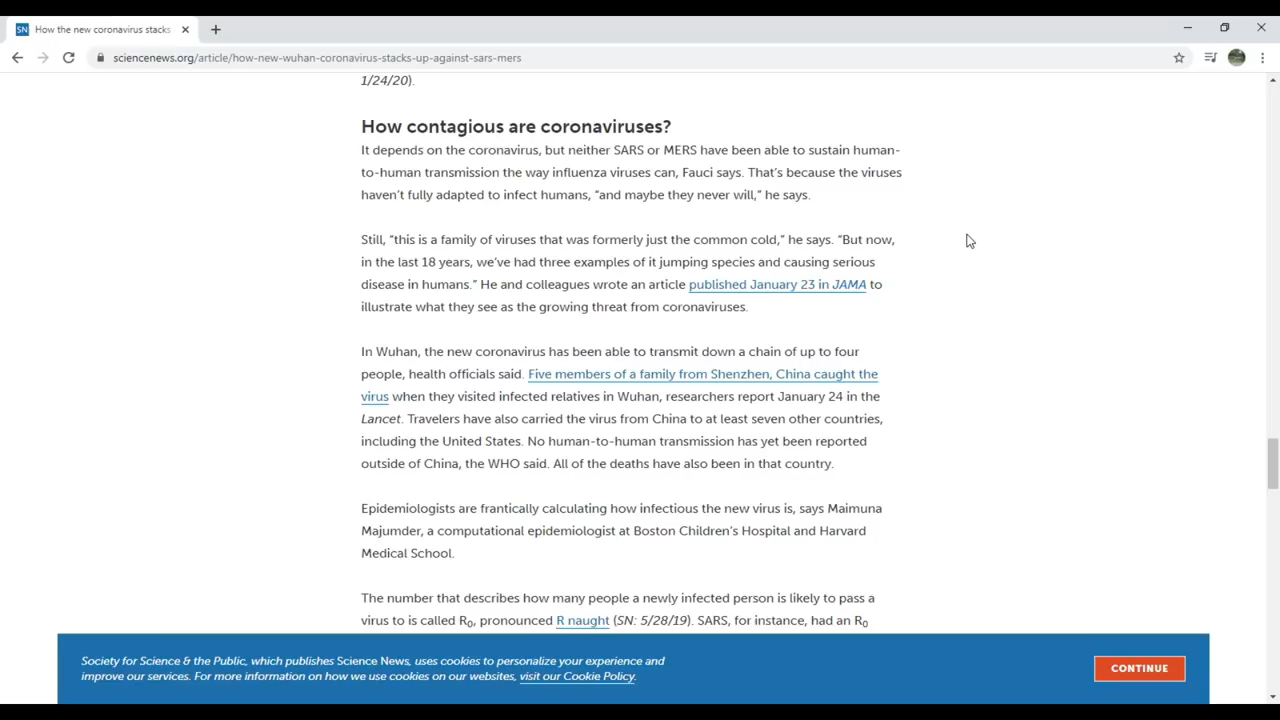 SN How the new coronavirus stacks
sciencenews.org/article/how-new-wuhan-coronavirus-stacks-up-against-sars-mers
1/24/20).
How contagious are coronaviruses?
It depends on the coronavirus, but neither SARS or MERS have been able to sustain human-
to-human transmission the way influenza viruses can, Fauci says. That’s because the viruses
haven’t fully adapted to infect humans, “and maybe they never will,” he says.
Still, “this is a family of viruses that was formerly just the common cold,” he says. “But now,
in the last 18 years, we’ve had three examples of it jumping species and causing serious
disease in humans.” He and colleagues wrote an article published January 23 in JAMA to
illustrate what they see as the growing threat from coronaviruses.
In Wuhan, the new coronavirus has been able to transmit down a chain of up to four
people, health officials said. Five members of a family from Shenzhen, China caught the
virus when they visited infected relatives in Wuhan, researchers report January 24 in the
Lancet. Travelers have also carried the virus from China to at least seven other countries,
including the United States. No human-to-human transmission has yet been reported
outside of China, the WHO said. All of the deaths have also been in that country.
Epidemiologists are frantically calculating how infectious the new virus is, says Maimuna
Majumder, a computational epidemiologist at Boston Children’s Hospital and Harvard
Medical School.
The number that describes how many people a newly infected person is likely to pass a
virus to is called R0, pronounced R naught (SN: 5/28/19). SARS, for instance, had an R0
Society for Science & the Public, which publishes Science News, uses cookies to personalize your experience and
improve our services. For more information on how we use cookies on our websites, visit our Cookie Policy.
CONTINUE